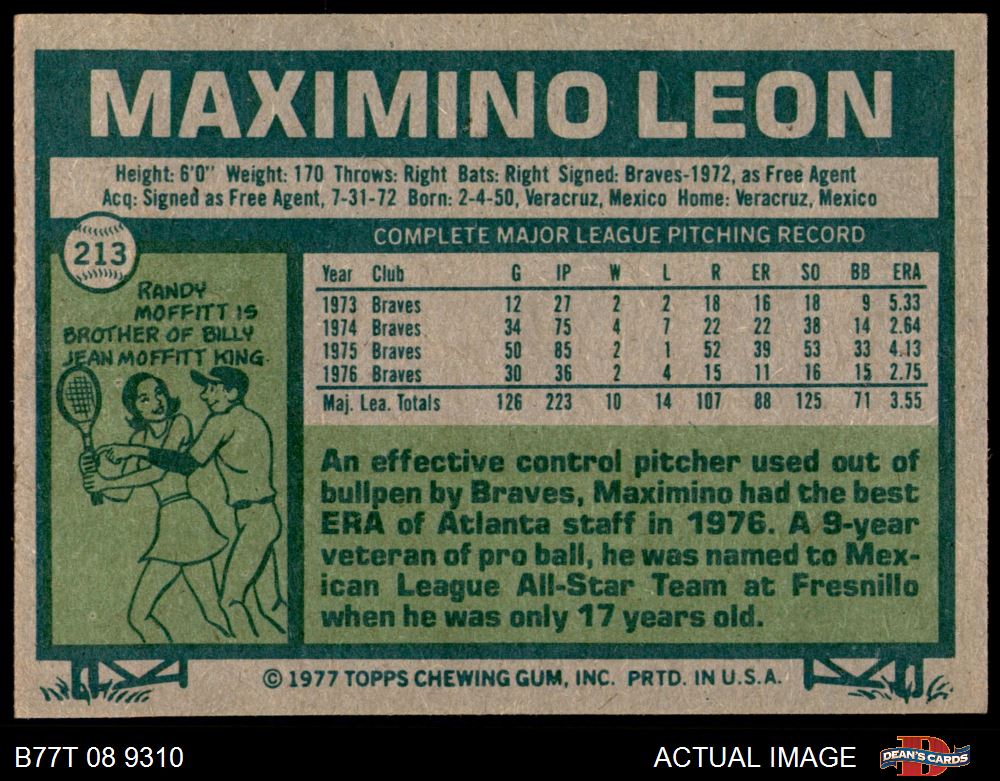 MAXIMINO LEON
Height: 6'0" Weight: 170 Throws: Right Bats: Right Signed: Braves-1972, as Free Agent
Acq: Signed as Free Agent, 7-31-72 Born: 2-4-50, Veracruz, Mexico Home: Veracruz, Mexico
213
COMPLETE MAJOR LEAGUE PITCHING RECORD
RANDY
MOFFITT IS
BROTHER OF BILLY
JEAN MOFFITT KING.
Year Club G IP W L R ER SO BB ERA
1973 Braves 12 27 2 2 18 16 18 9 5.33
1974 Braves 34 75 4 7 22 22 38 14 2.64
1975 Braves 50 85 2 1 52 39 53 33 4.13
1976 Braves 30 36 2 4 15 11 16 15 2.75
Maj. Lea. Totals 126 223 10 14 107 88 125 71 3.55
An effective control pitcher used out of
bullpen by Braves, Maximino had the best
ERA of Atlanta staff in 1976. A 9-year
veteran of pro ball, he was named to Mex-
ican League All-Star Team at Fresnillo
when he was only 17 years old.
© 1977 TOPPS CHEWING GUM, INC. PRTD. IN U.S.A.
B77T 08 9310
ACTUAL IMAGE
D
DEAN'S CARDS